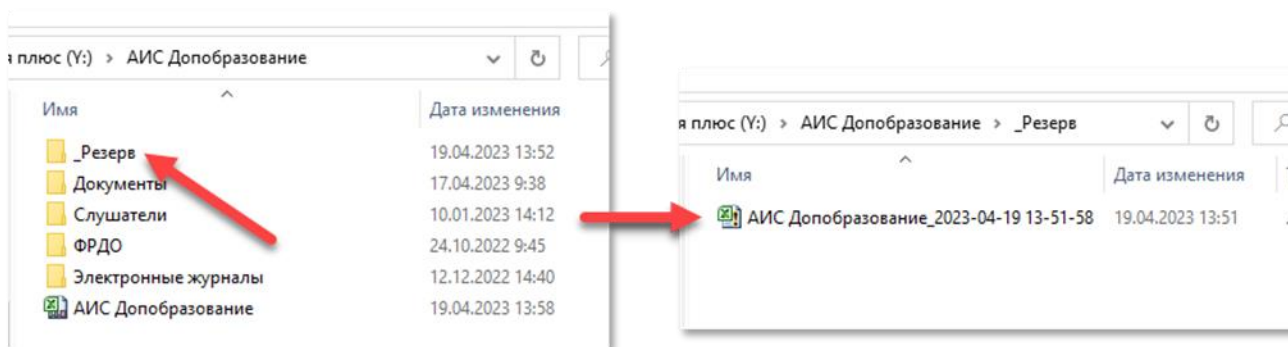 я плюс (Y:) > АИС Допобразование
Имя Дата изменения
_Резерв 19.04.2023 13:52
Документы 17.04.2023 9:38
Слушатели 10.01.2023 14:12
ФРДО 24.10.2022 9:45
Электронные журналы 12.12.2022 14:40
АИС Допобразование 19.04.2023 13:58
я плюс (Y:) > АИС Допобразование > _Резерв
Имя Дата изменения
АИС Допобразование_2023-04-19 13-51-58 19.04.2023 13:51